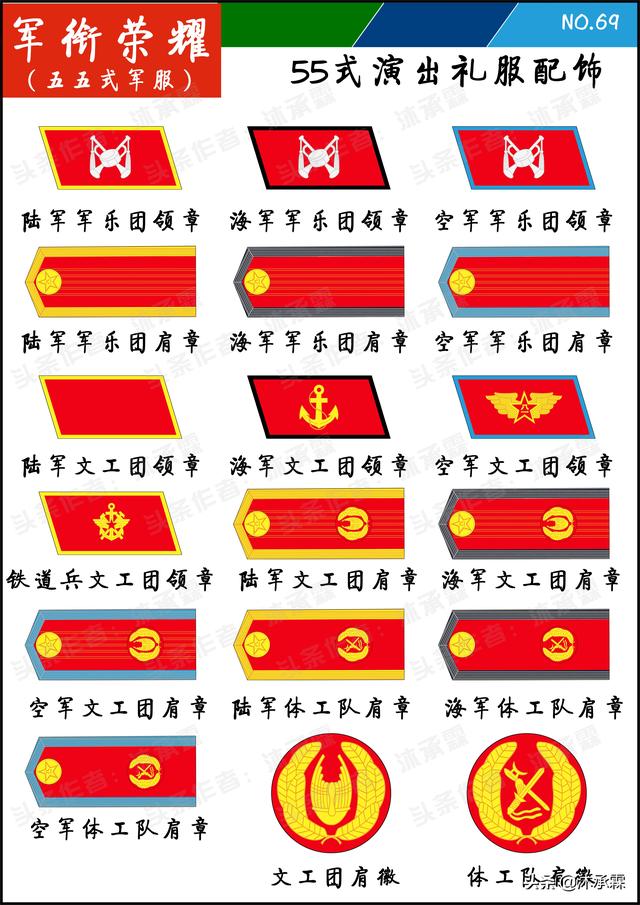 军衔荣耀
(五五式军服)
NO.69
55式演出礼服配饰
陆军军乐团领章
海军军乐团领章
空军军乐团领章
陆军军乐团肩章
海军军乐团肩章
空军军乐团肩章
陆军文工团领章
海军文工团领章
空军文工团领章
铁道兵文工团领章
陆军文工团肩章
海军文工团肩章
空军文工团肩章
陆军体工队肩章
海军体工队肩章
空军体工队肩章
文工团肩徽
体工队肩徽
头条@沐承霖
头条作者：沐承霖